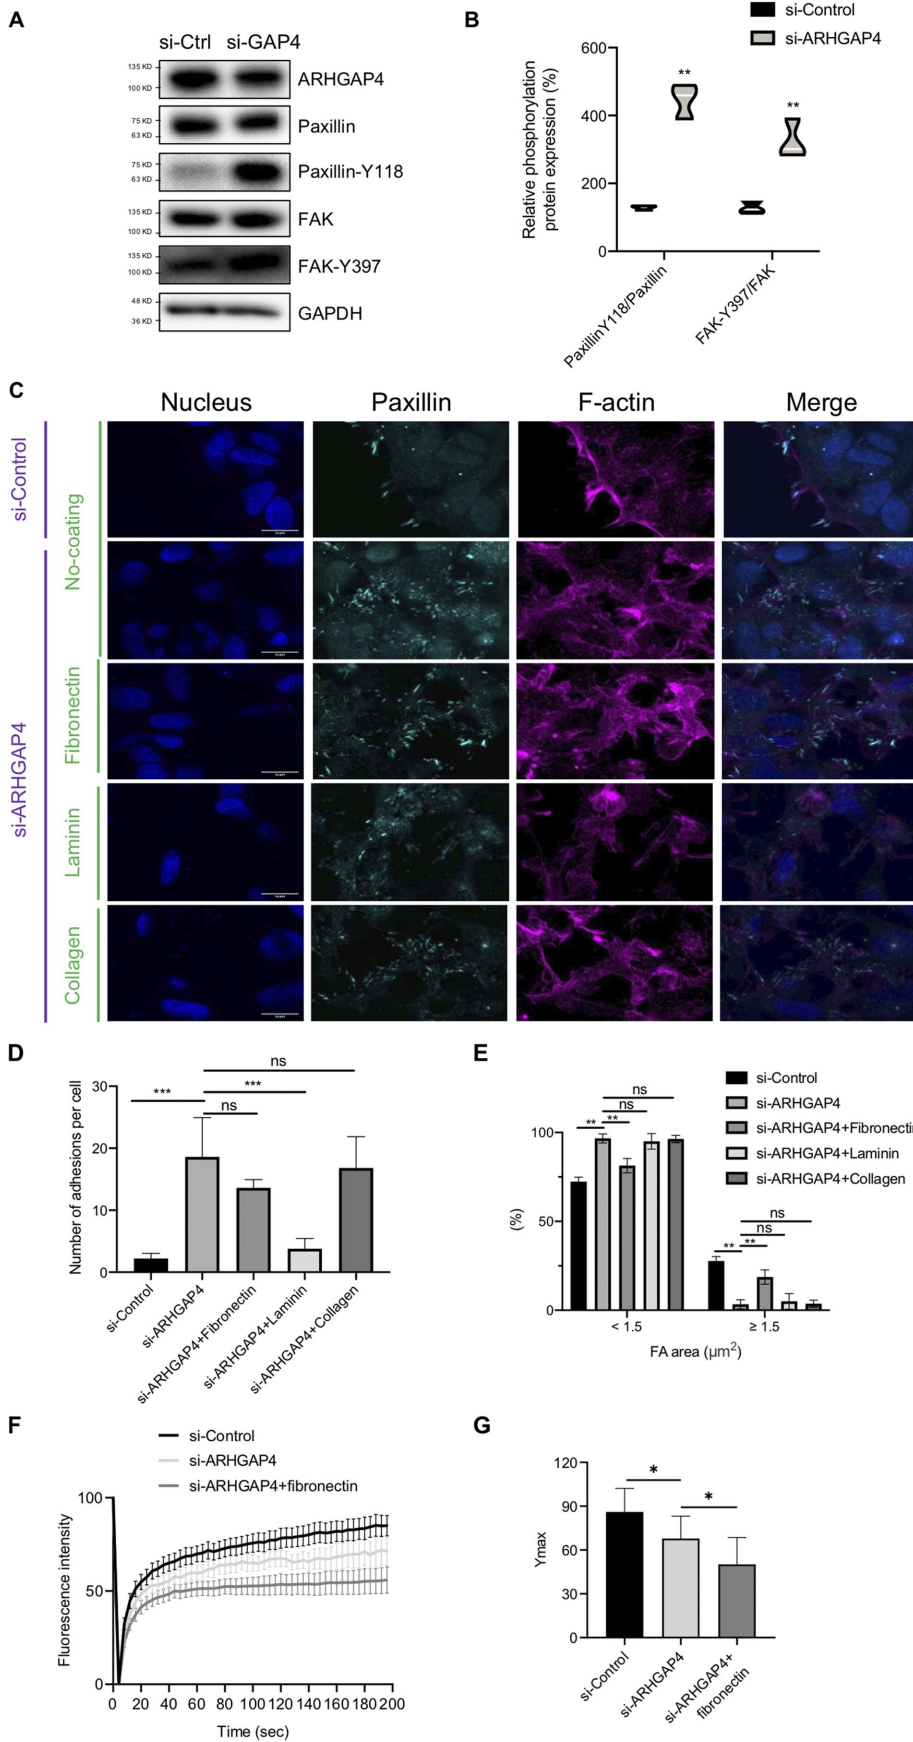 A
si-Ctrl si-GAP4
135 KD
100 KD
ARHGAP4
75 KD
63 KD
Paxillin
75 KD
63 KD
Paxillin-Y118
135 KD
100 KD
FAK
135 KD
100 KD
FAK-Y397
48 KD
36 KD
GAPDH
B
si-Control
si-ARHGAP4
Relative phosphorylation
protein expression (%)
600
400
200
0
**
**
PaxillinY118/Paxillin
FAK-Y397/FAK
C
Nucleus Paxillin F-actin Merge
si-Control
si-ARHGAP4
No-coating
Fibronectin
Laminin
Collagen
D
Number of adhesions per cell
30
20
10
0
ns
***
***
ns
si-Control
si-ARHGAP4
si-ARHGAP4+Fibronectin
si-ARHGAP4+Laminin
si-ARHGAP4+Collagen
E
si-Control
si-ARHGAP4
si-ARHGAP4+Fibronectin
si-ARHGAP4+Laminin
si-ARHGAP4+Collagen
(%)
100
50
0
ns
ns
** **
ns
ns
** **
< 1.5
≥ 1.5
FA area (µm²)
F
si-Control
si-ARHGAP4
si-ARHGAP4+fibronectin
Fluorescence intensity
100
50
0
0 20 40 60 80 100 120 140 160 180 200
Time (sec)
G
Ymax
120
90
60
30
0
*
*
si-Control
si-ARHGAP4
si-ARHGAP4+
fibronectin